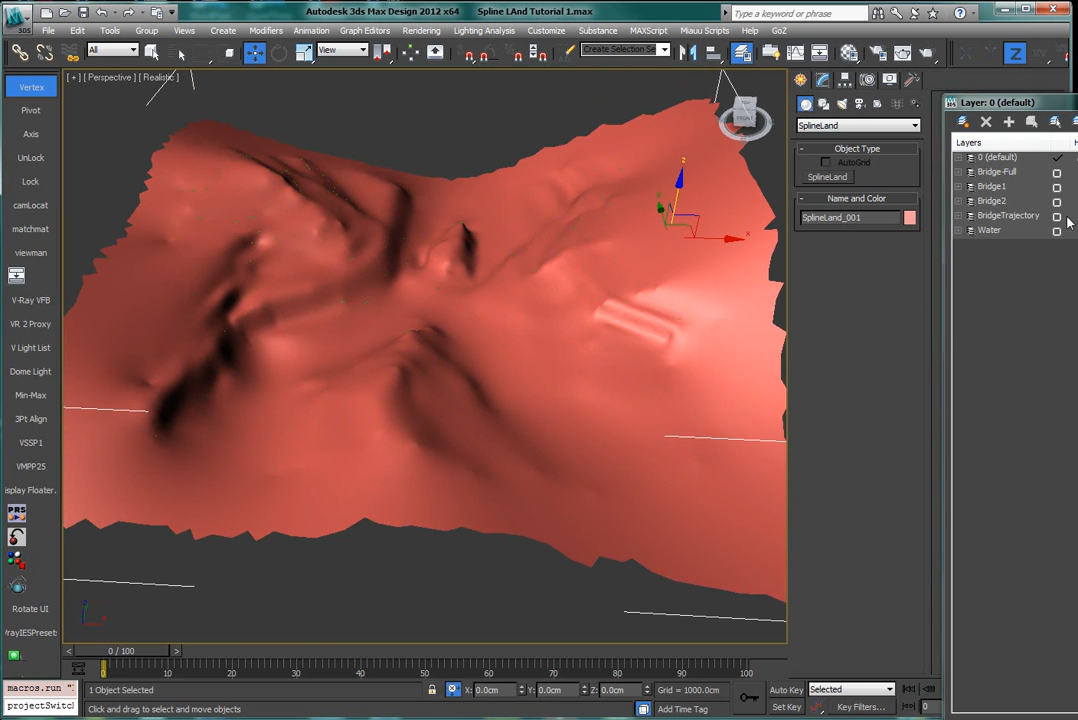 Autodesk 3ds Max Design 2012 x64    Spline LAnd Tutorial 1.max
Type a keyword or phrase
3DS
File Edit Tools Group Views Create Modifiers Animation Graph Editors Rendering Lighting Analysis Customize Substance MAXScript Miauu Scripts Help GoZ
All
View
Create Selection Se
Z
Vertex
Pivot
Axis
UnLock
Lock
camLocat
matchmat
viewman
V-Ray VFB
VR 2 Proxy
V Light List
Dome Light
Min-Max
3Pt Align
VSSP1
VMPP25
isplay Floater.
PRS
Rotate UI
/rayIESPreset:
[ + ] [ Perspective ] [ Realistic ]
FRONT
z
x
SplineLand
Object Type
AutoGrid
SplineLand
Name and Color
SplineLand_001
Layer: 0 (default)
Layers
0 (default)
Bridge-Full
Bridge1
Bridge2
BridgeTrajectory
Water
0 / 100
0 10 20 30 40 50 60 70 80 90 100
macros.run "
projectSwitch
1 Object Selected
X: 0.0cm Y: 0.0cm Z: 0.0cm
Grid = 1000.0cm
Auto Key
Selected
Click and drag to select and move objects
Add Time Tag
Set Key
Key Filters...
0